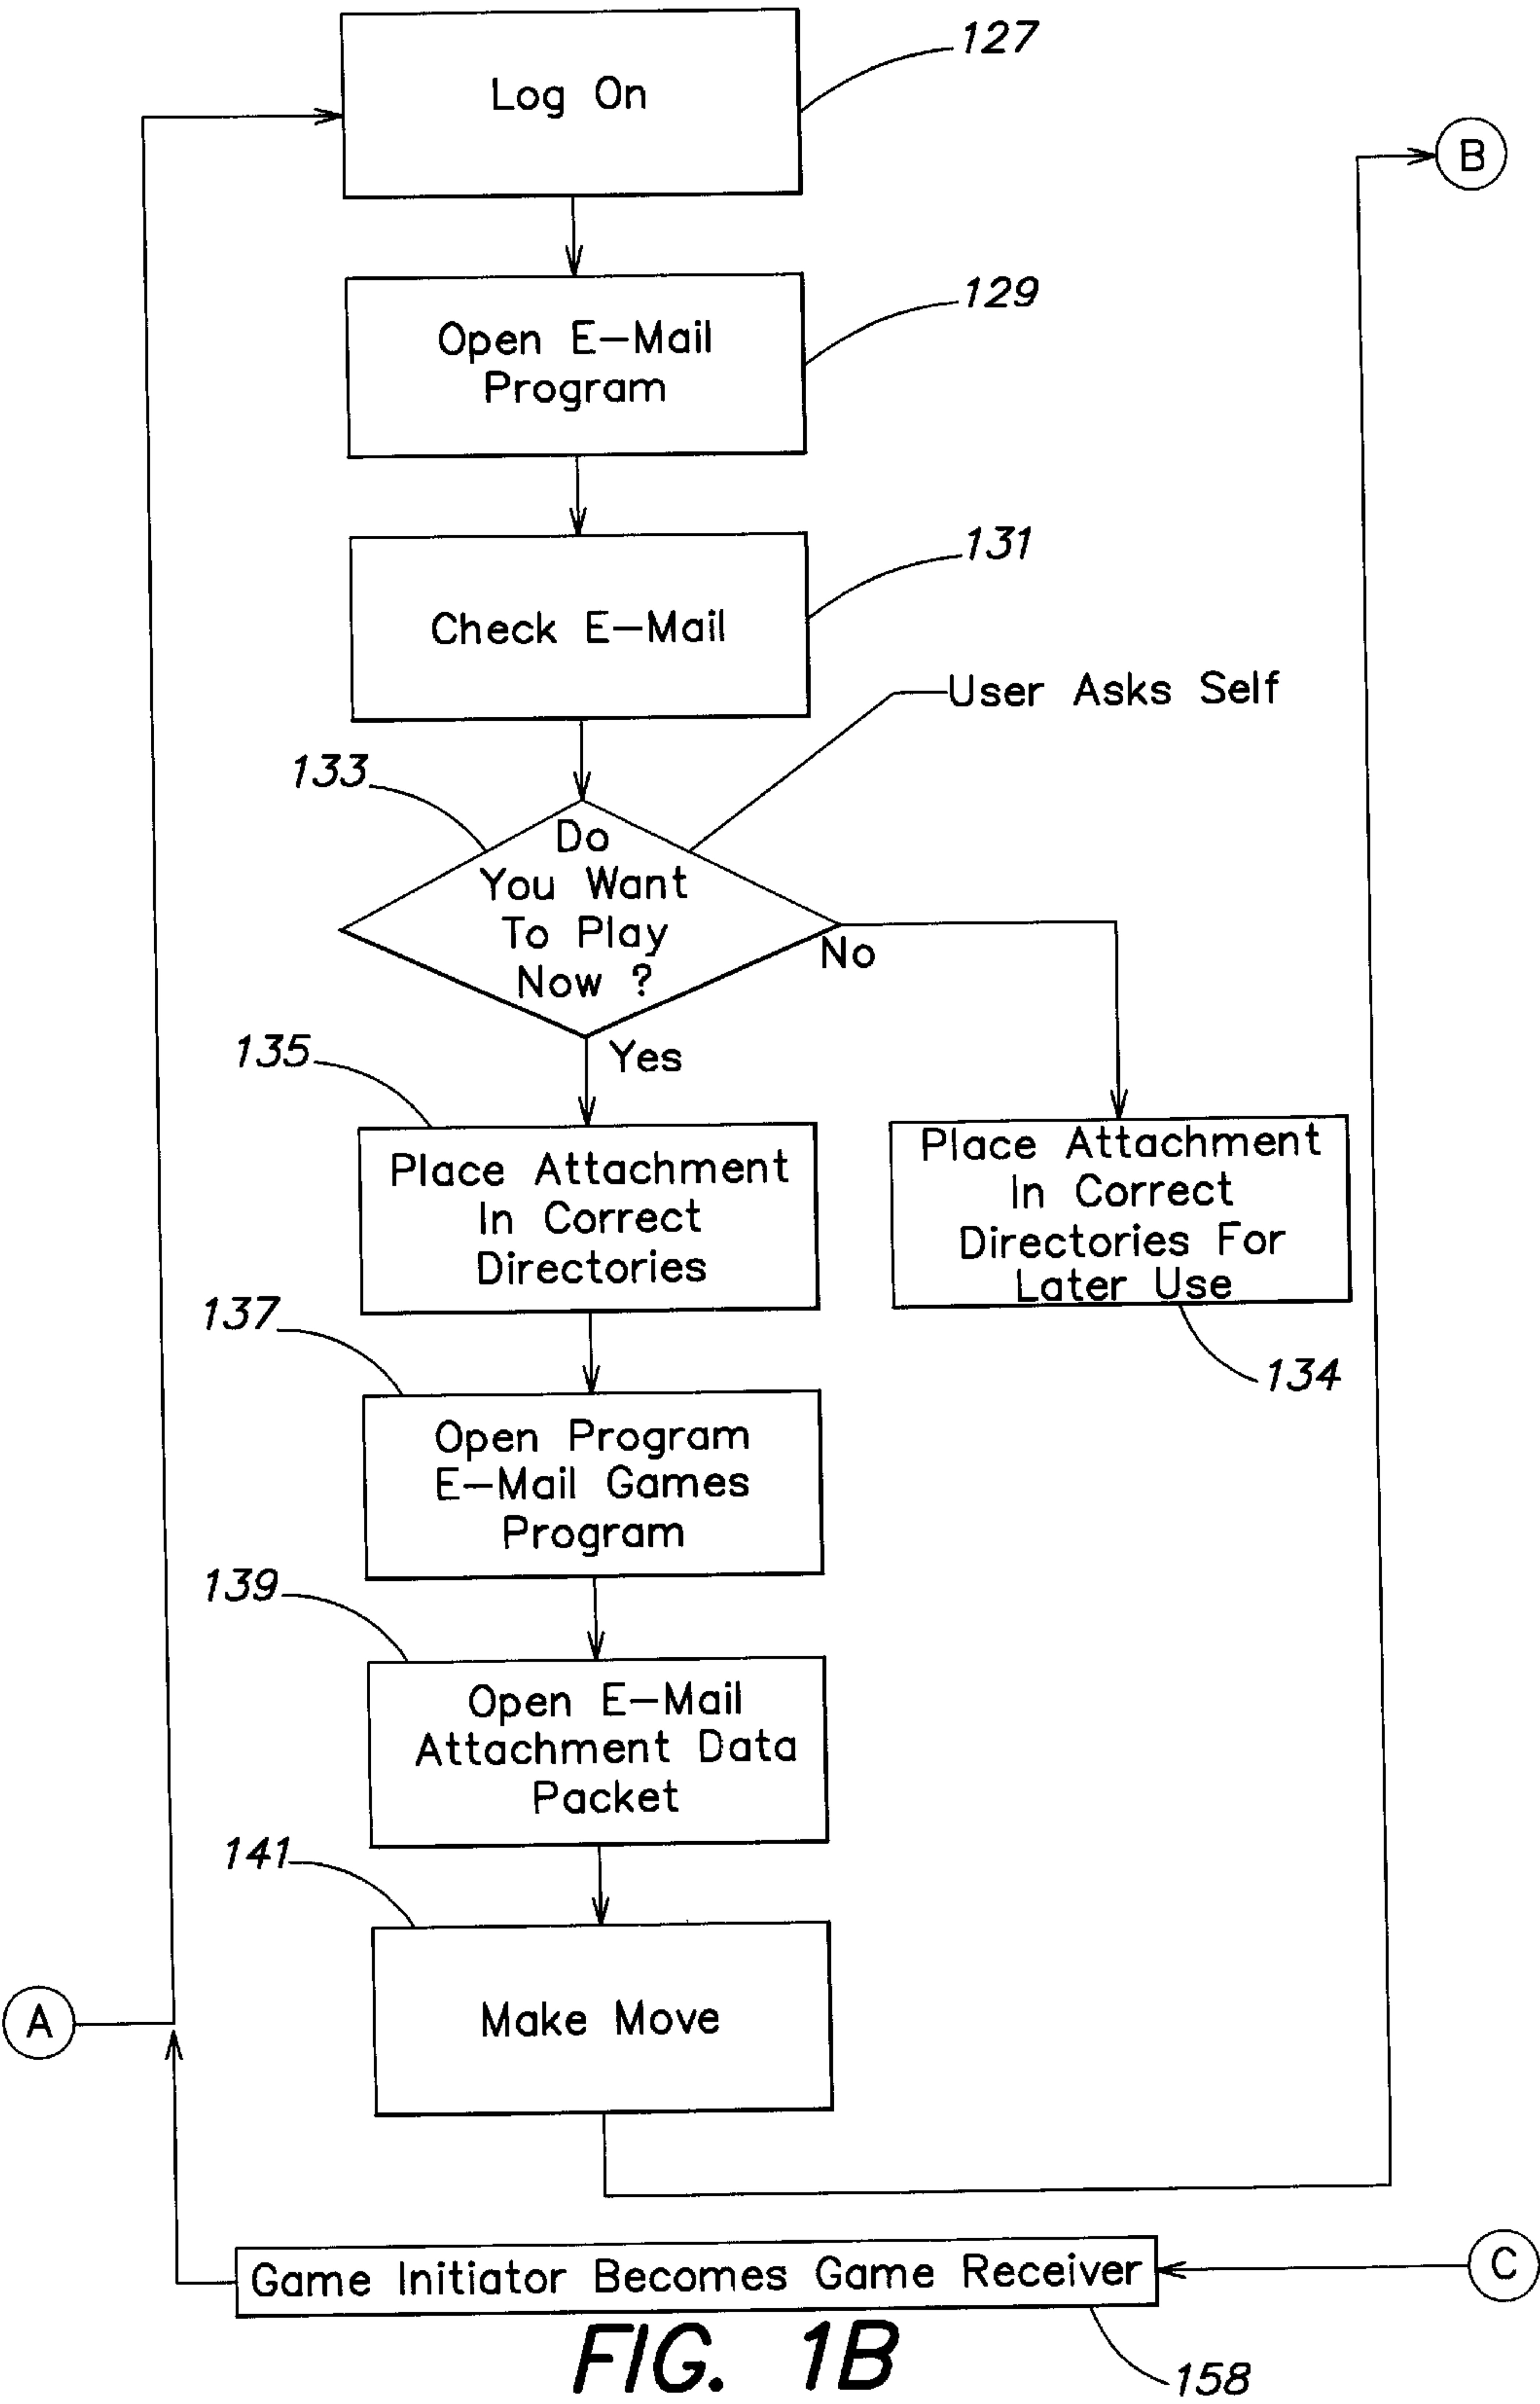 Log On
127
B
Open E-Mail
Program
129
Check E-Mail
131
User Asks Self
133
Do
You Want
To Play
Now ?
No
Yes
135
Place Attachment
In Correct
Directories
Place Attachment
In Correct
Directories For
Later Use
134
137
Open Program
E-Mail Games
Program
139
Open E-Mail
Attachment Data
Packet
141
Make Move
A
Game Initiator Becomes Game Receiver
C
158
FIG. 1B